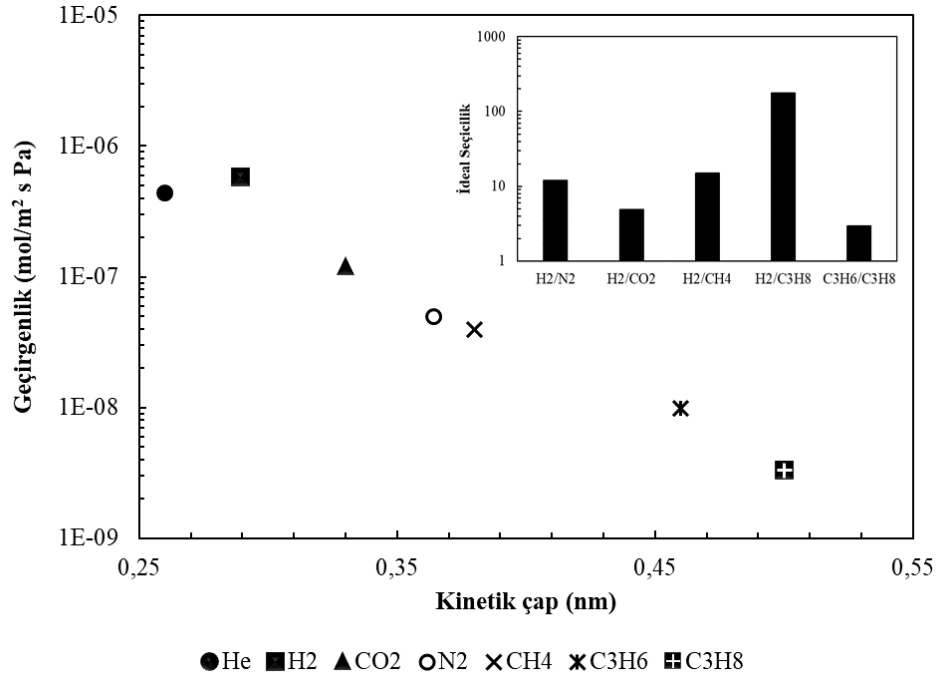 1E-05
1E-06
1E-07
1E-08
1E-09
Geçirgenlik (mol/m² s Pa)
0,25 0,35 0,45 0,55
Kinetik çap (nm)
1000
100
10
1
İdeal Seçicilik
H2/N2 H2/CO2 H2/CH4 H2/C3H8 C3H6/C3H8
He H2 CO2 N2 CH4 C3H6 C3H8